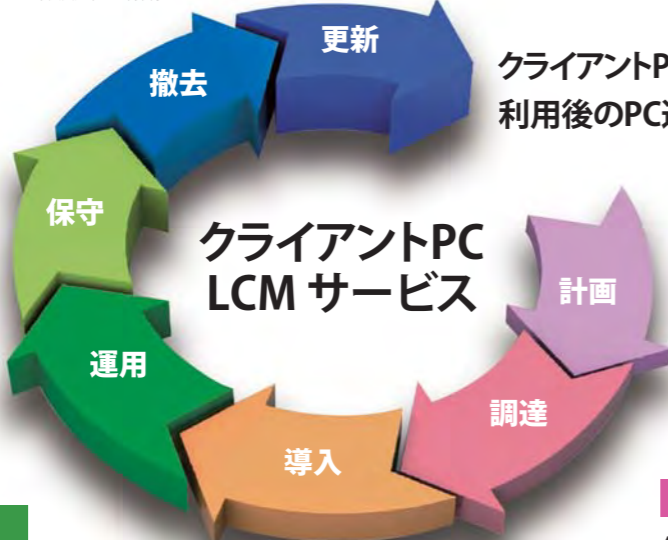 更新
撤去
クライアントP
利用後のPC
保守
クライアントPC
LCM サービス
計画
運用
調達
導入